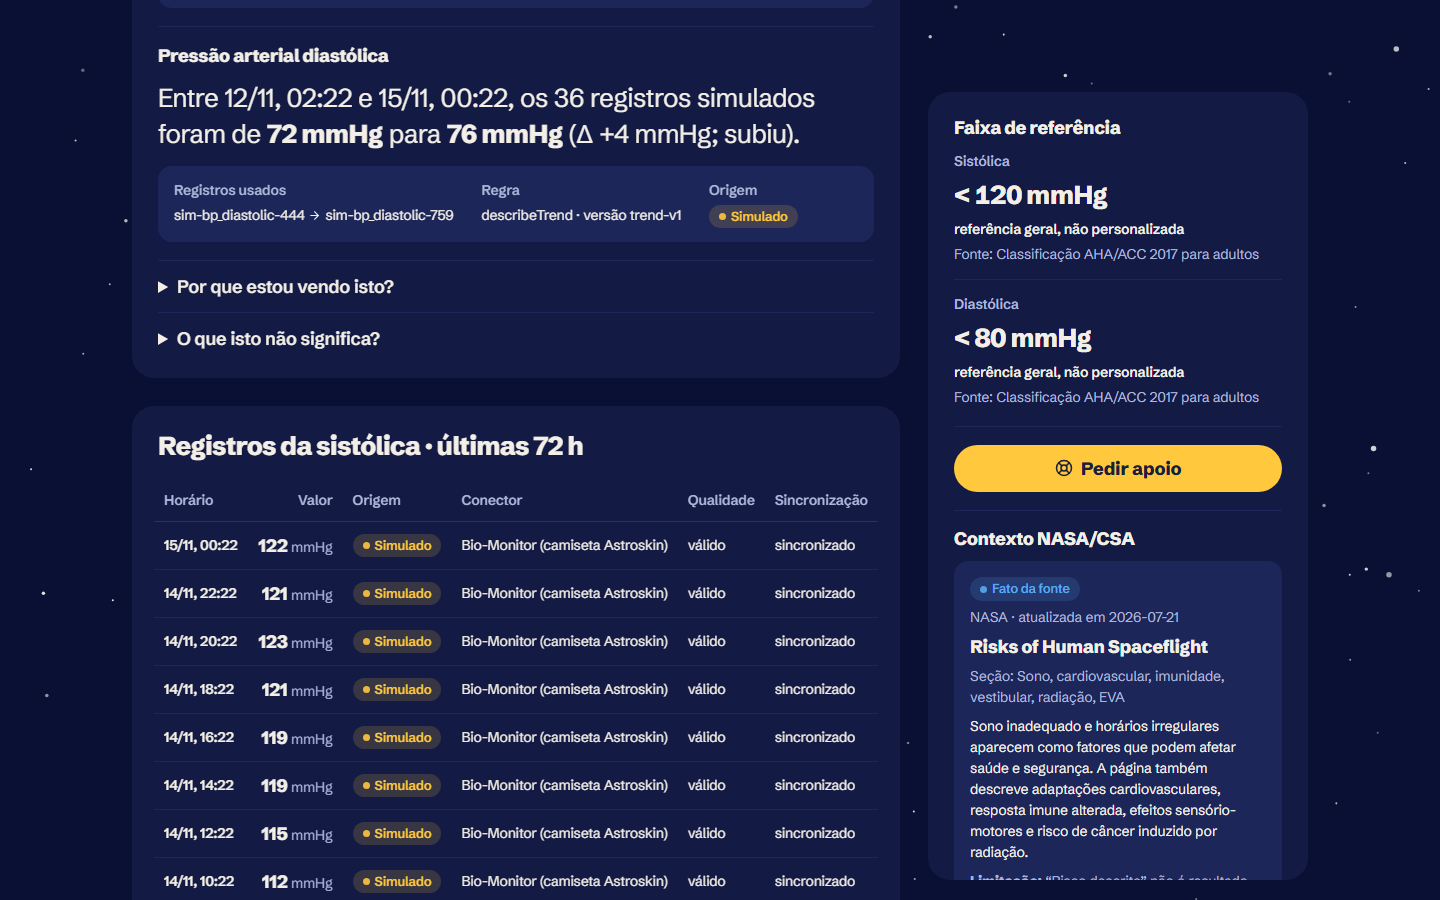 Pressão arterial diastólica
Entre 12/11, 02:22 e 15/11, 00:22, os 36 registros simulados
foram de 72 mmHg para 76 mmHg (Δ +4 mmHg; subiu).
Registros usados
sim-bp_diastolic-444 → sim-bp_diastolic-759
Regra
describeTrend · versão trend-v1
Origem
Simulado
Por que estou vendo isto?
O que isto não significa?
Registros da sistólica · últimas 72 h
Horário Valor Origem Conector Qualidade Sincronização
15/11, 00:22 122 mmHg Simulado Bio-Monitor (camiseta Astroskin) válido sincronizado
14/11, 22:22 121 mmHg Simulado Bio-Monitor (camiseta Astroskin) válido sincronizado
14/11, 20:22 123 mmHg Simulado Bio-Monitor (camiseta Astroskin) válido sincronizado
14/11, 18:22 121 mmHg Simulado Bio-Monitor (camiseta Astroskin) válido sincronizado
14/11, 16:22 119 mmHg Simulado Bio-Monitor (camiseta Astroskin) válido sincronizado
14/11, 14:22 119 mmHg Simulado Bio-Monitor (camiseta Astroskin) válido sincronizado
14/11, 12:22 115 mmHg Simulado Bio-Monitor (camiseta Astroskin) válido sincronizado
14/11, 10:22 112 mmHg Simulado Bio-Monitor (camiseta Astroskin) válido sincronizado
Faixa de referência
Sistólica
< 120 mmHg
referência geral, não personalizada
Fonte: Classificação AHA/ACC 2017 para adultos
Diastólica
< 80 mmHg
referência geral, não personalizada
Fonte: Classificação AHA/ACC 2017 para adultos
Pedir apoio
Contexto NASA/CSA
Fato da fonte
NASA · atualizada em 2026-07-21
Risks of Human Spaceflight
Seção: Sono, cardiovascular, imunidade,
vestibular, radiação, EVA
Sono inadequado e horários irregulares
aparecem como fatores que podem afetar
saúde e segurança. A página também
descreve adaptações cardiovasculares,
resposta imune alterada, efeitos sensório-
motores e risco de câncer induzido por
radiação.